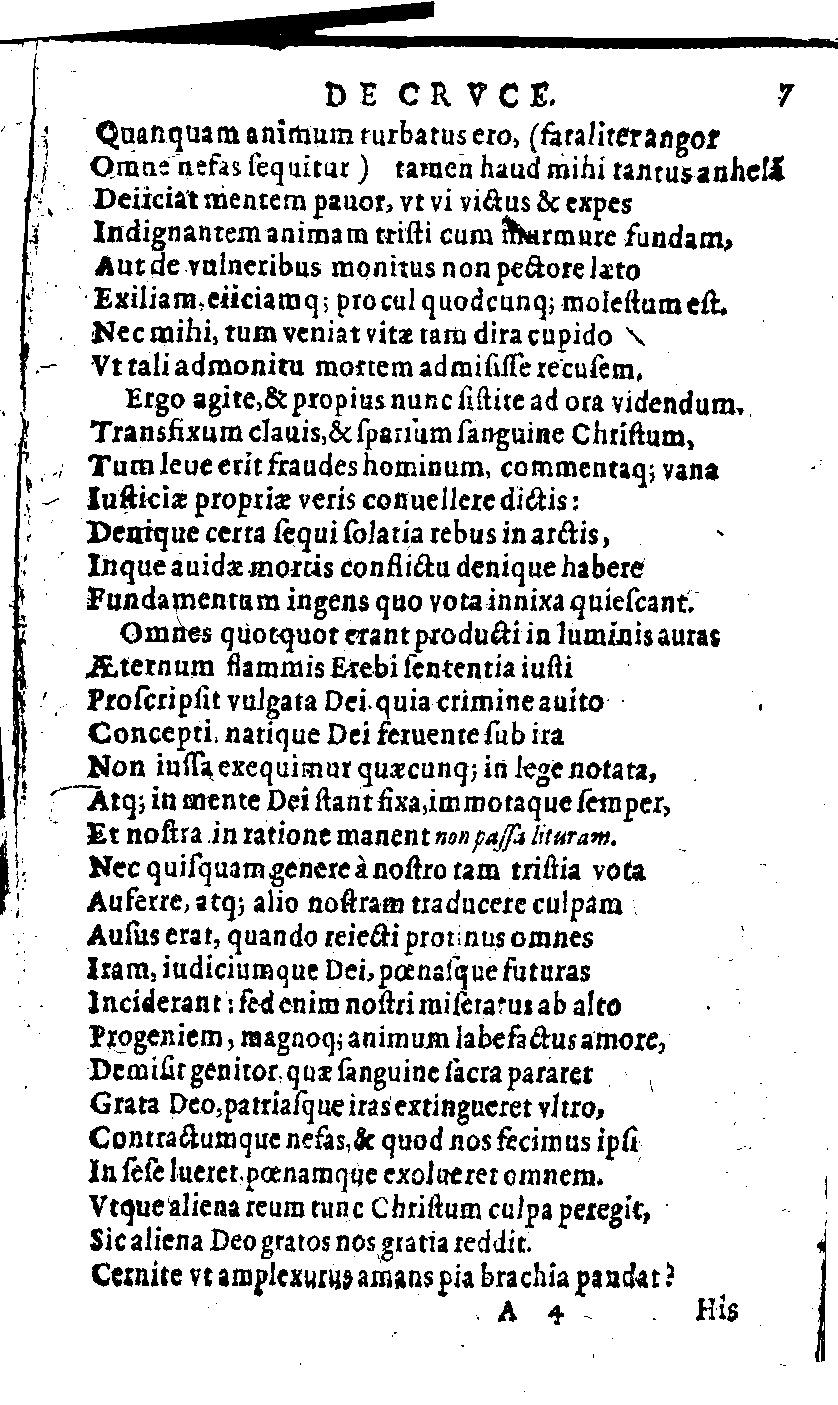 DE CRVCE. 7
Quanquam animum turbatus ero, (fataliter angor
Omne nefas ſequitur) tamen haud mihi tantus anhelā
Deiiciat mentem pauor, vt vi victus & expes
Indignantem animam triſti cum murmure fundam,
Aut de vulneribus monitus non pectore læto
Exiliam, eiiciamq; procul quodcunq; moleſtum eſt.
Nec mihi, tum veniat vitæ tam dira cupido
Vt tali admonitu mortem admiſiſſe recuſem.
Ergo agite, & propius nunc ſiſtite ad ora videndum.
Transfixum clauis, & ſparſum ſanguine Chriſtum,
Tum leue erit fraudes hominum, commentaq; vana
Iuſticiæ propriæ veris conuellere dictis:
Denique certa ſequi ſolatia rebus in arctis,
Inque auidæ mortis conflictu denique habere
Fundamentum ingens quo vota innixa quieſcant.
Omnes quotquot erant producti in luminis auras
Æternum flammis Erebi ſententia iuſti
Proſcripſit vulgata Dei. quia crimine auito
Concepti, natique Dei feruente ſub ira
Non iuſſa exequimur quæcunq; in lege notata,
Atq; in mente Dei ſtant fixa, immotaque ſemper,
Et noſtra in ratione manent non paſſa lituram.
Nec quiſquam genere à noſtro tam triſtia vota
Auferre, atq; alio noſtram traducere culpam
Auſus erat, quando reiecti protinus omnes
Iram, iudiciumque Dei, pœnaſque futuras
Inciderant: ſed enim noſtri miſeratus ab alto
Progeniem, magnoq; animum labefactus amore,
Demiſit genitor, quæ ſanguine ſacra pararet
Grata Deo, patriaſque iras extingueret vltro,
Contractumque nefas, & quod nos fecimus ipſi
In ſeſe lueret, pœnamque exolueret omnem.
Vtque aliena reum tunc Chriſtum culpa peregit,
Sic aliena Deo gratos nos gratia reddit.
Cernite vt amplexurus amans pia brachia pandat?
A 4 His